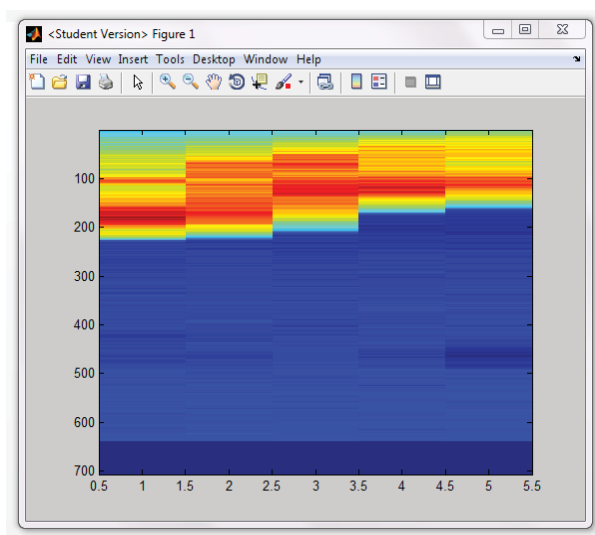 <Student Version> Figure 1
File Edit View Insert Tools Desktop Window Help
100
200
300
400
500
600
700
0.5 1 1.5 2 2.5 3 3.5 4 4.5 5 5.5